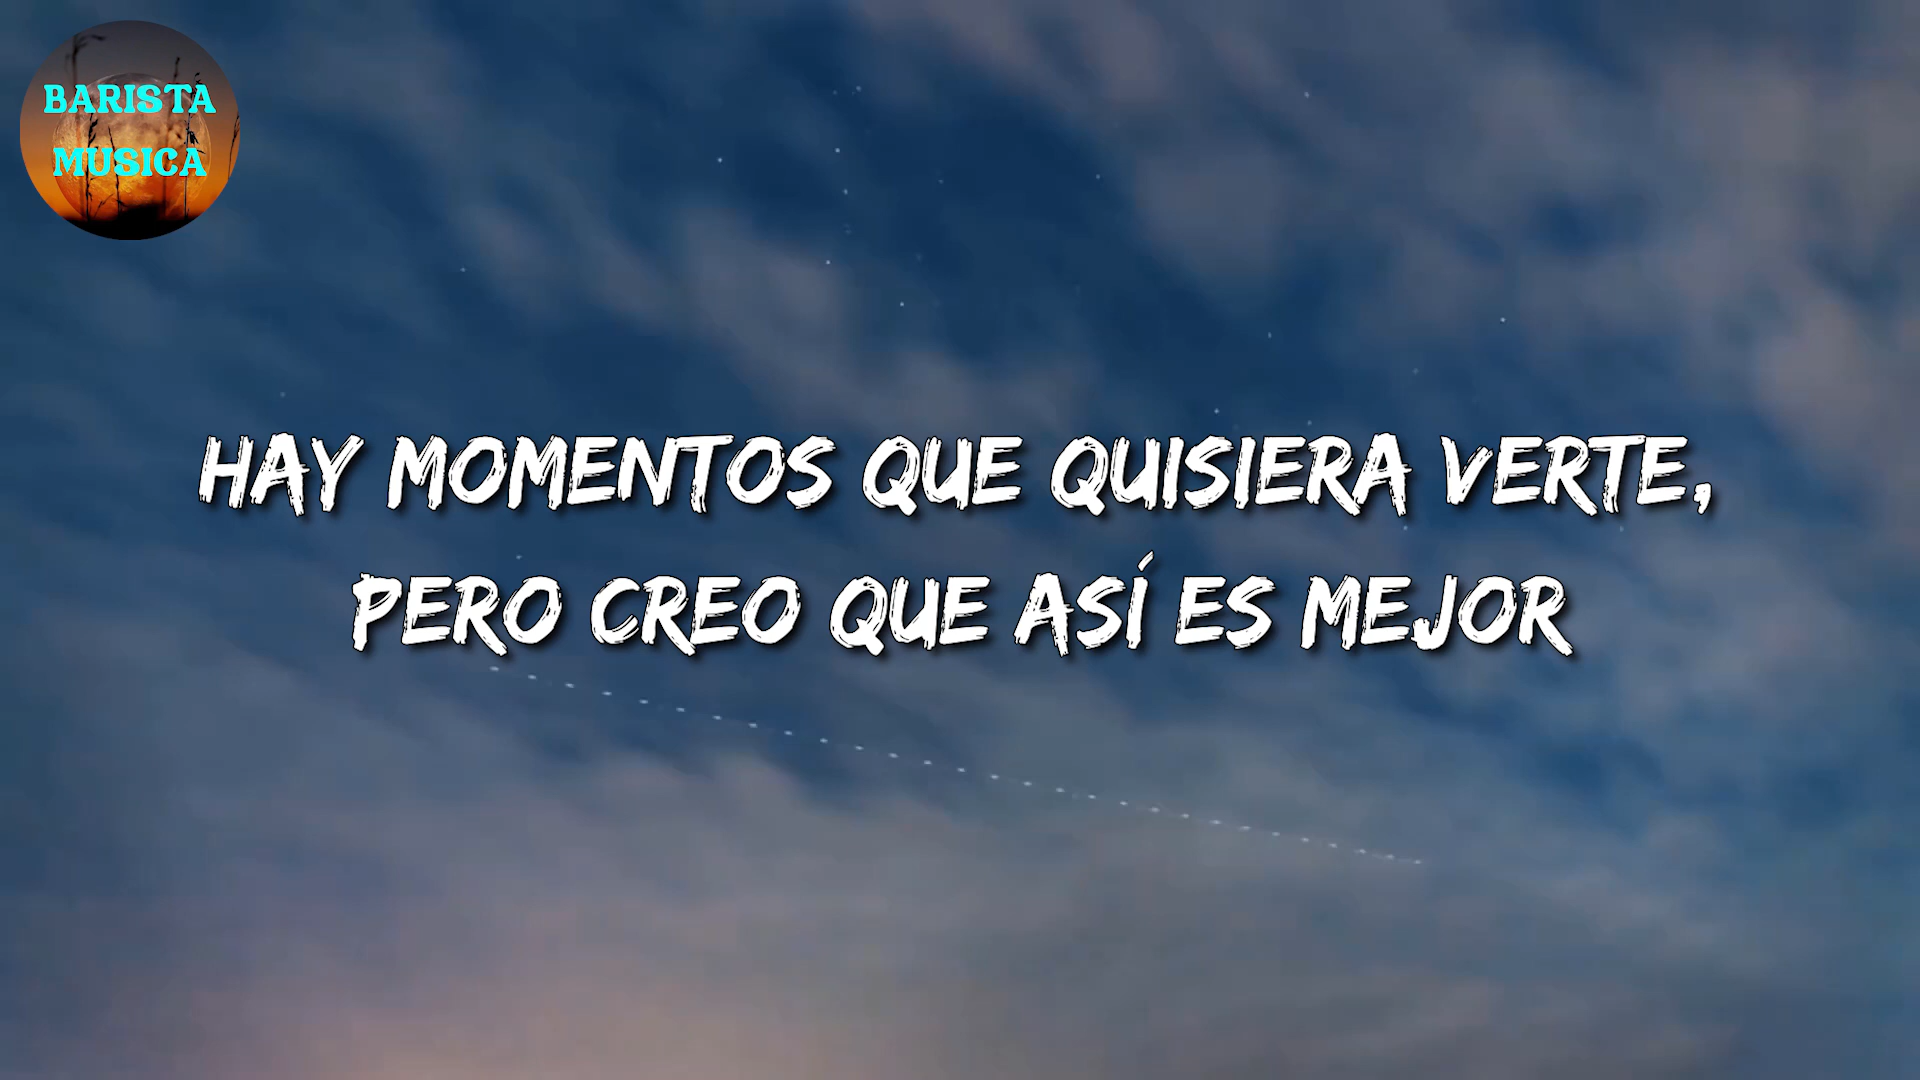 BARISTA
MUSICA
HAY MOMENTOS QUE QUISIERA VERTE,
PERO CREO QUE ASÍ ES MEJOR